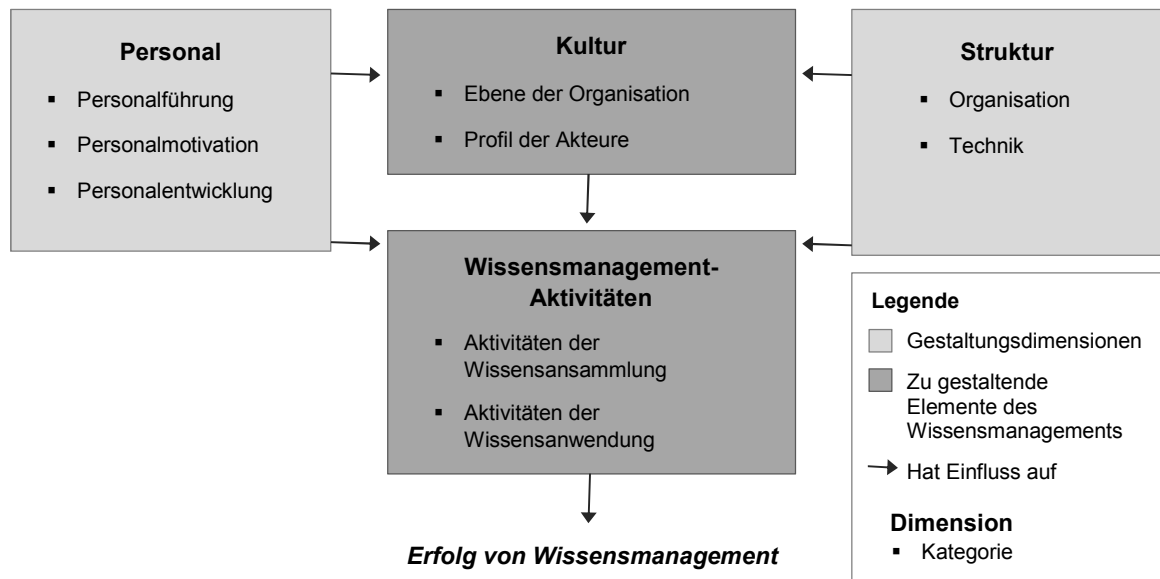 Personal
▪ Personalführung
▪ Personalmotivation
▪ Personalentwicklung
Kultur
▪ Ebene der Organisation
▪ Profil der Akteure
Struktur
▪ Organisation
▪ Technik
Wissensmanagement-
Aktivitäten
▪ Aktivitäten der
Wissensansammlung
▪ Aktivitäten der
Wissensanwendung
Erfolg von Wissensmanagement
Legende
Gestaltungsdimensionen
Zu gestaltende
Elemente des
Wissensmanagements
Hat Einfluss auf
Dimension
▪ Kategorie